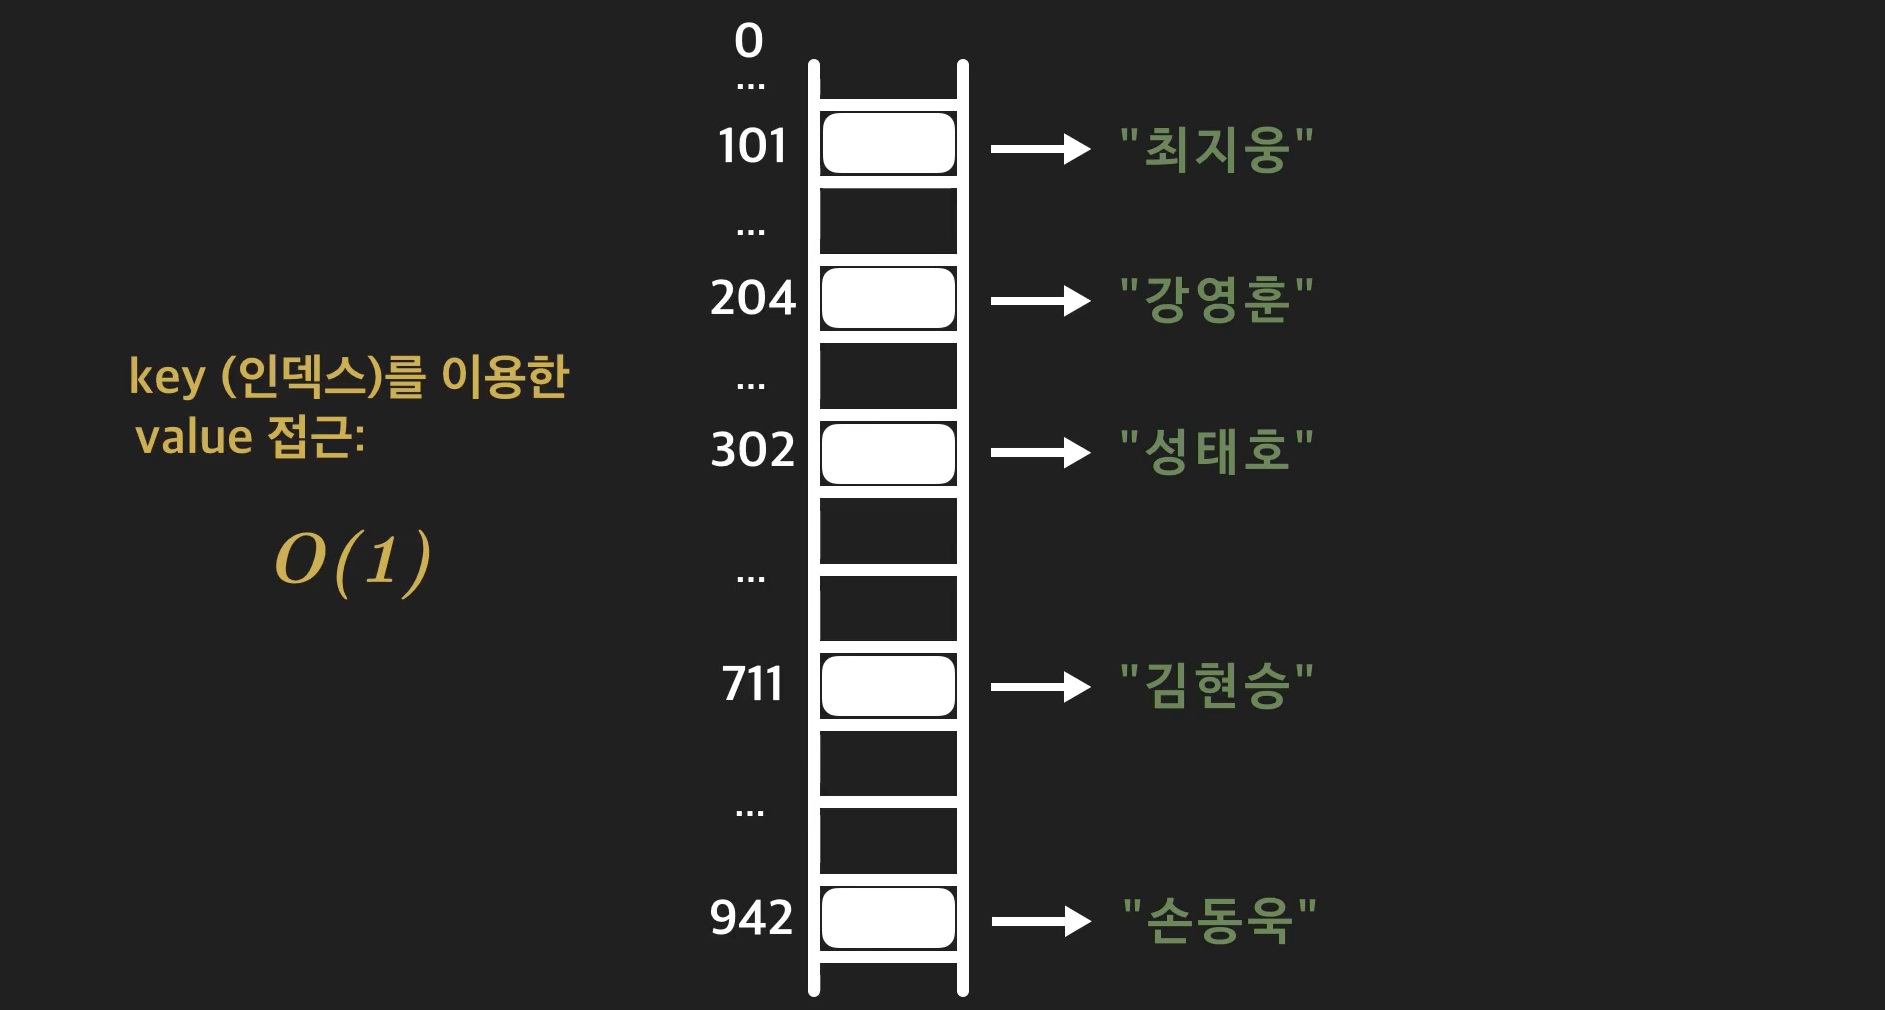 0
...
101 "최지웅"
...
204 "강영훈"
...
key (인덱스)를 이용한
value 접근:
302 "성태호"
O(1)
...
711 "김현승"
...
942 "손동욱"